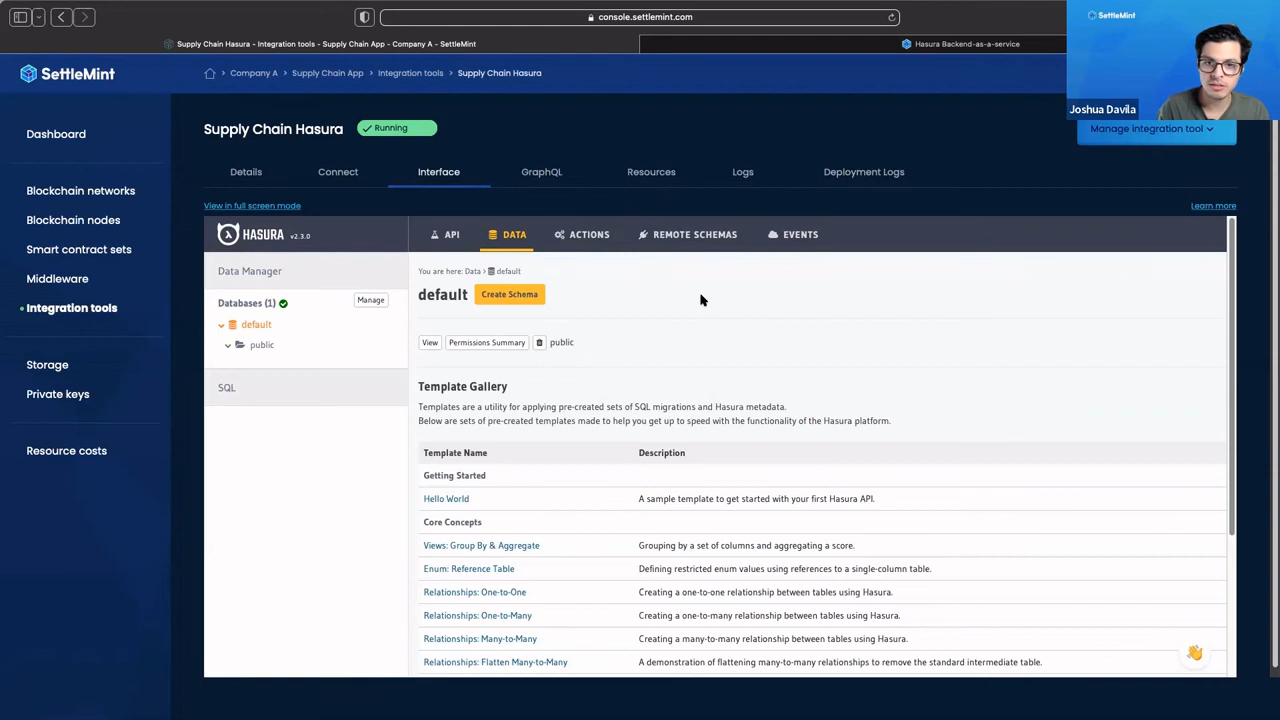 console.settlemint.com
Supply Chain Hasura - Integration tools - Supply Chain App - Company A - SettleMint
Hasura Backend-as-a-service
SettleMint
Joshua Davila
SettleMint
Company A > Supply Chain App > Integration tools > Supply Chain Hasura
Dashboard
Blockchain networks
Blockchain nodes
Smart contract sets
Middleware
Integration tools
Storage
Private keys
Resource costs
Supply Chain Hasura
Running
Manage integration tool
Details
Connect
Interface
GraphQL
Resources
Logs
Deployment Logs
View in full screen mode
Learn more
HASURA v2.3.0
API
DATA
ACTIONS
REMOTE SCHEMAS
EVENTS
Data Manager
Databases (1)
Manage
default
public
SQL
You are here: Data > default
default
Create Schema
View
Permissions Summary
public
Template Gallery
Templates are a utility for applying pre-created sets of SQL migrations and Hasura metadata.
Below are sets of pre-created templates made to help you get up to speed with the functionality of the Hasura platform.
Template Name Description
Getting Started
Hello World A sample template to get started with your first Hasura API.
Core Concepts
Views: Group By & Aggregate Grouping by a set of columns and aggregating a score.
Enum: Reference Table Defining restricted enum values using references to a single-column table.
Relationships: One-to-One Creating a one-to-one relationship between tables using Hasura.
Relationships: One-to-Many Creating a one-to-many relationship between tables using Hasura.
Relationships: Many-to-Many Creating a many-to-many relationship between tables using Hasura.
Relationships: Flatten Many-to-Many A demonstration of flattening many-to-many relationships to remove the standard intermediate table.